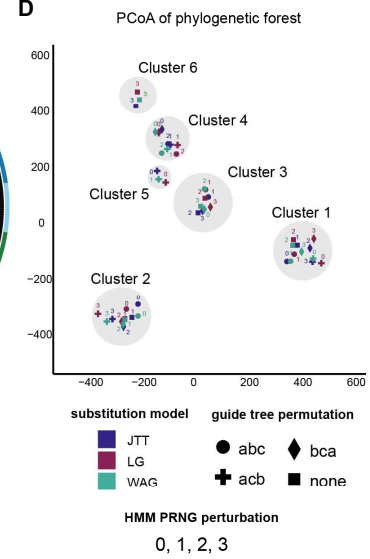 D
PCoA of phylogenetic forest
600
400
200
0
−200
−400
Cluster 6
Cluster 4
Cluster 3
Cluster 5
Cluster 1
Cluster 2
−400 −200 0 200 400 600
substitution model
JTT
LG
WAG
guide tree permutation
abc
bca
acb
none
HMM PRNG perturbation
0, 1, 2, 3